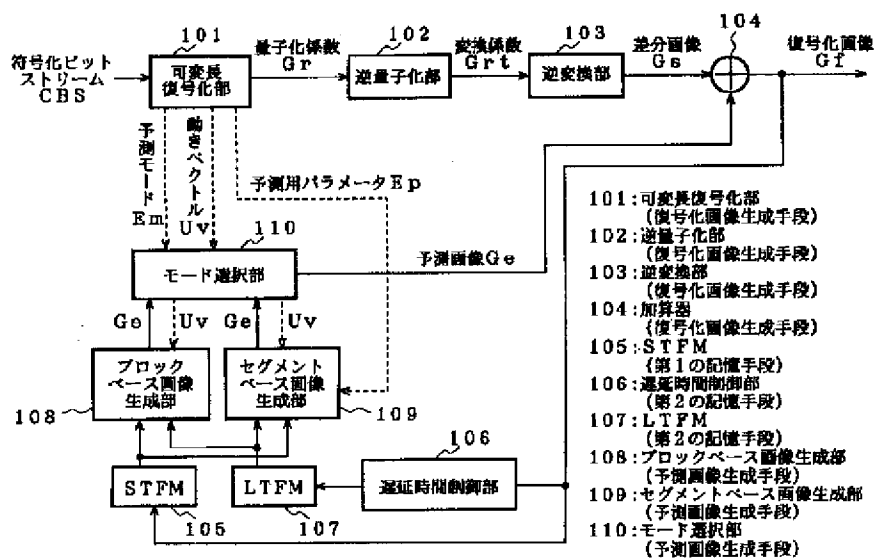 符号化ビット
ストリーム
CBS
101
可変長
復号化部
量子化係数
Gr
102
逆量子化部
変換係数
Grt
103
逆変換部
差分画像
Gs
104
復号化画像
Gf
予測モード
Em
動きベクトル
Uv
予測用パラメータEp
110
モード選択部
予測画像Ge
Ge
Uv
Ge
Uv
ブロック
ベース画像
生成部
108
セグメント
ベース画像
生成部
109
STFM
105
LTFM
107
106
遅延時間制御部
101:可変長復号化部
(復号化画像生成手段)
102:逆量子化部
(復号化画像生成手段)
103:逆変換部
(復号化画像生成手段)
104:加算器
(復号化画像生成手段)
105:STFM
(第1の記憶手段)
106:遅延時間制御部
(第2の記憶手段)
107:LTFM
(第2の記憶手段)
108:ブロックベース画像生成部
(予測画像生成手段)
109:セグメントベース画像生成部
(予測画像生成手段)
110:モード選択部
(予測画像生成手段)